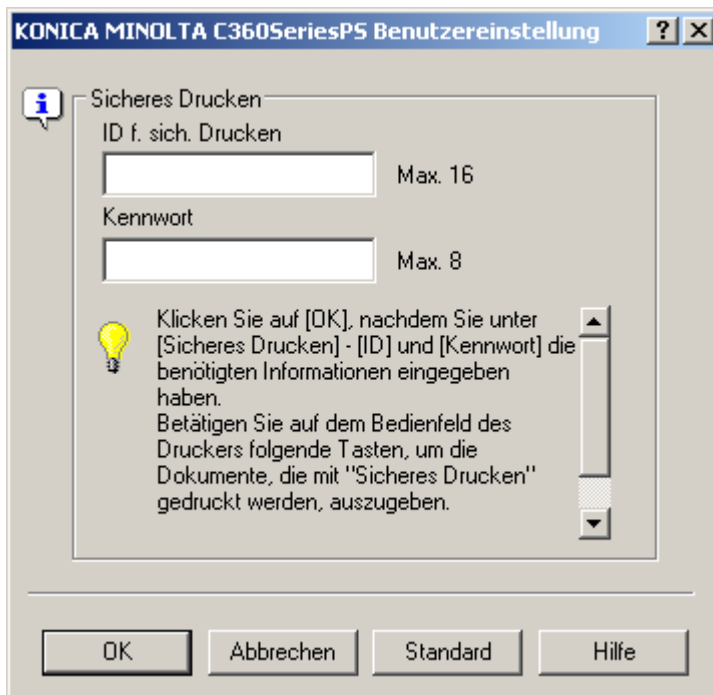 KONICA MINOLTA C360SeriesPS Benutzereinstellung
Sicheres Drucken
ID f. sich. Drucken
Max. 16
Kennwort
Max. 8
Klicken Sie auf [OK], nachdem Sie unter
[Sicheres Drucken] - [ID] und [Kennwort] die
benötigten Informationen eingegeben
haben.
Betätigen Sie auf dem Bedienfeld des
Druckers folgende Tasten, um die
Dokumente, die mit "Sicheres Drucken"
gedruckt werden, auszugeben.
OK
Abbrechen
Standard
Hilfe